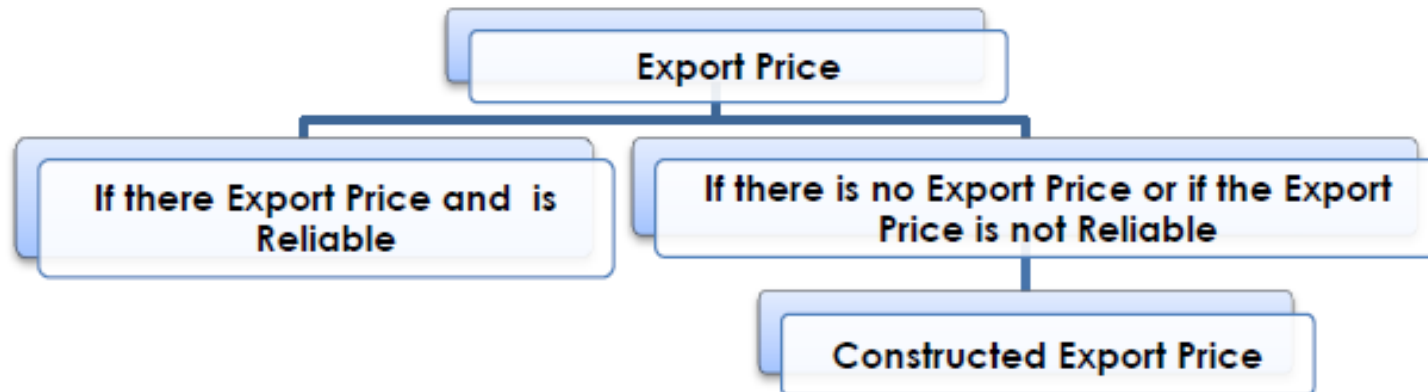 Export Price
If there Export Price and is
Reliable
If there is no Export Price or if the Export
Price is not Reliable
Constructed Export Price